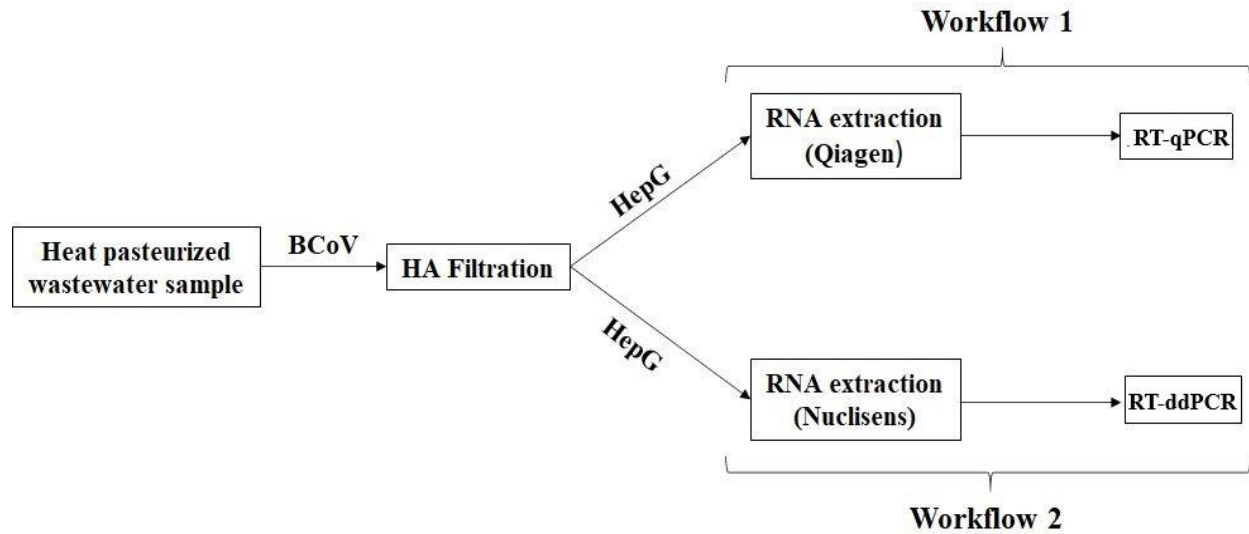 Workflow 1
RNA extraction
(Qiagen)
RT-qPCR
HepG
Heat pasteurized
wastewater sample
BCoV
HA Filtration
HepG
RNA extraction
(Nuclisens)
RT-ddPCR
Workflow 2